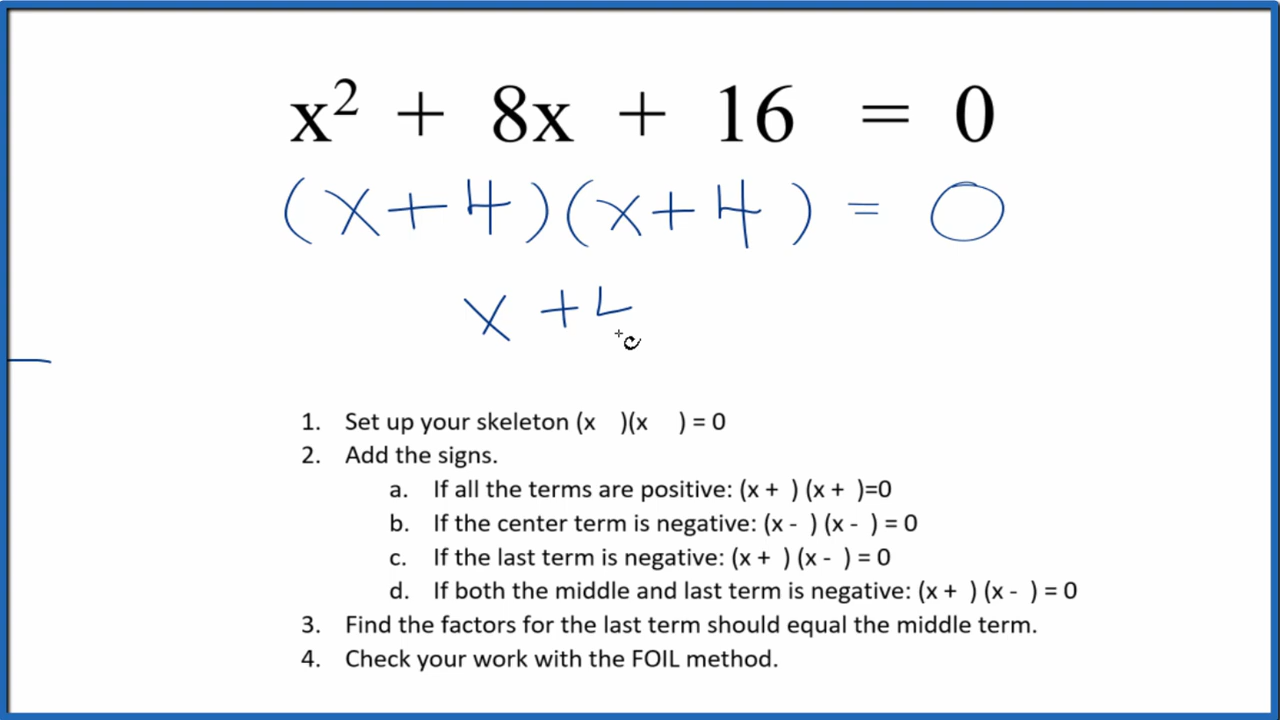 x² + 8x + 16 = 0
(x+4)(x+4) = 0
x +
1. Set up your skeleton (x )(x ) = 0
2. Add the signs.
a. If all the terms are positive: (x + ) (x + )=0
b. If the center term is negative: (x - ) (x - ) = 0
c. If the last term is negative: (x + ) (x - ) = 0
d. If both the middle and last term is negative: (x + ) (x - ) = 0
3. Find the factors for the last term should equal the middle term.
4. Check your work with the FOIL method.